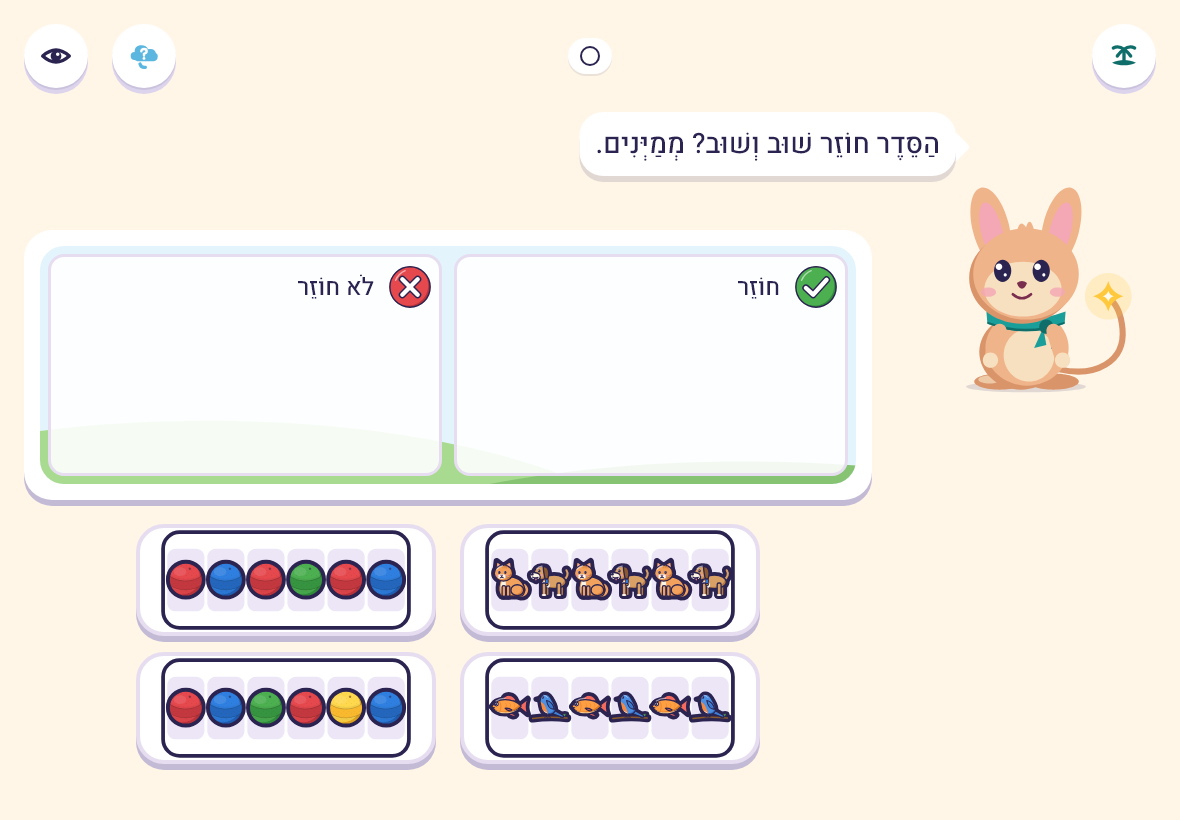 הַסֵּדֶר חוֹזֵר שׁוּב וְשׁוּב? מְמַיְּנִים.
חוֹזֵר
לֹא חוֹזֵר